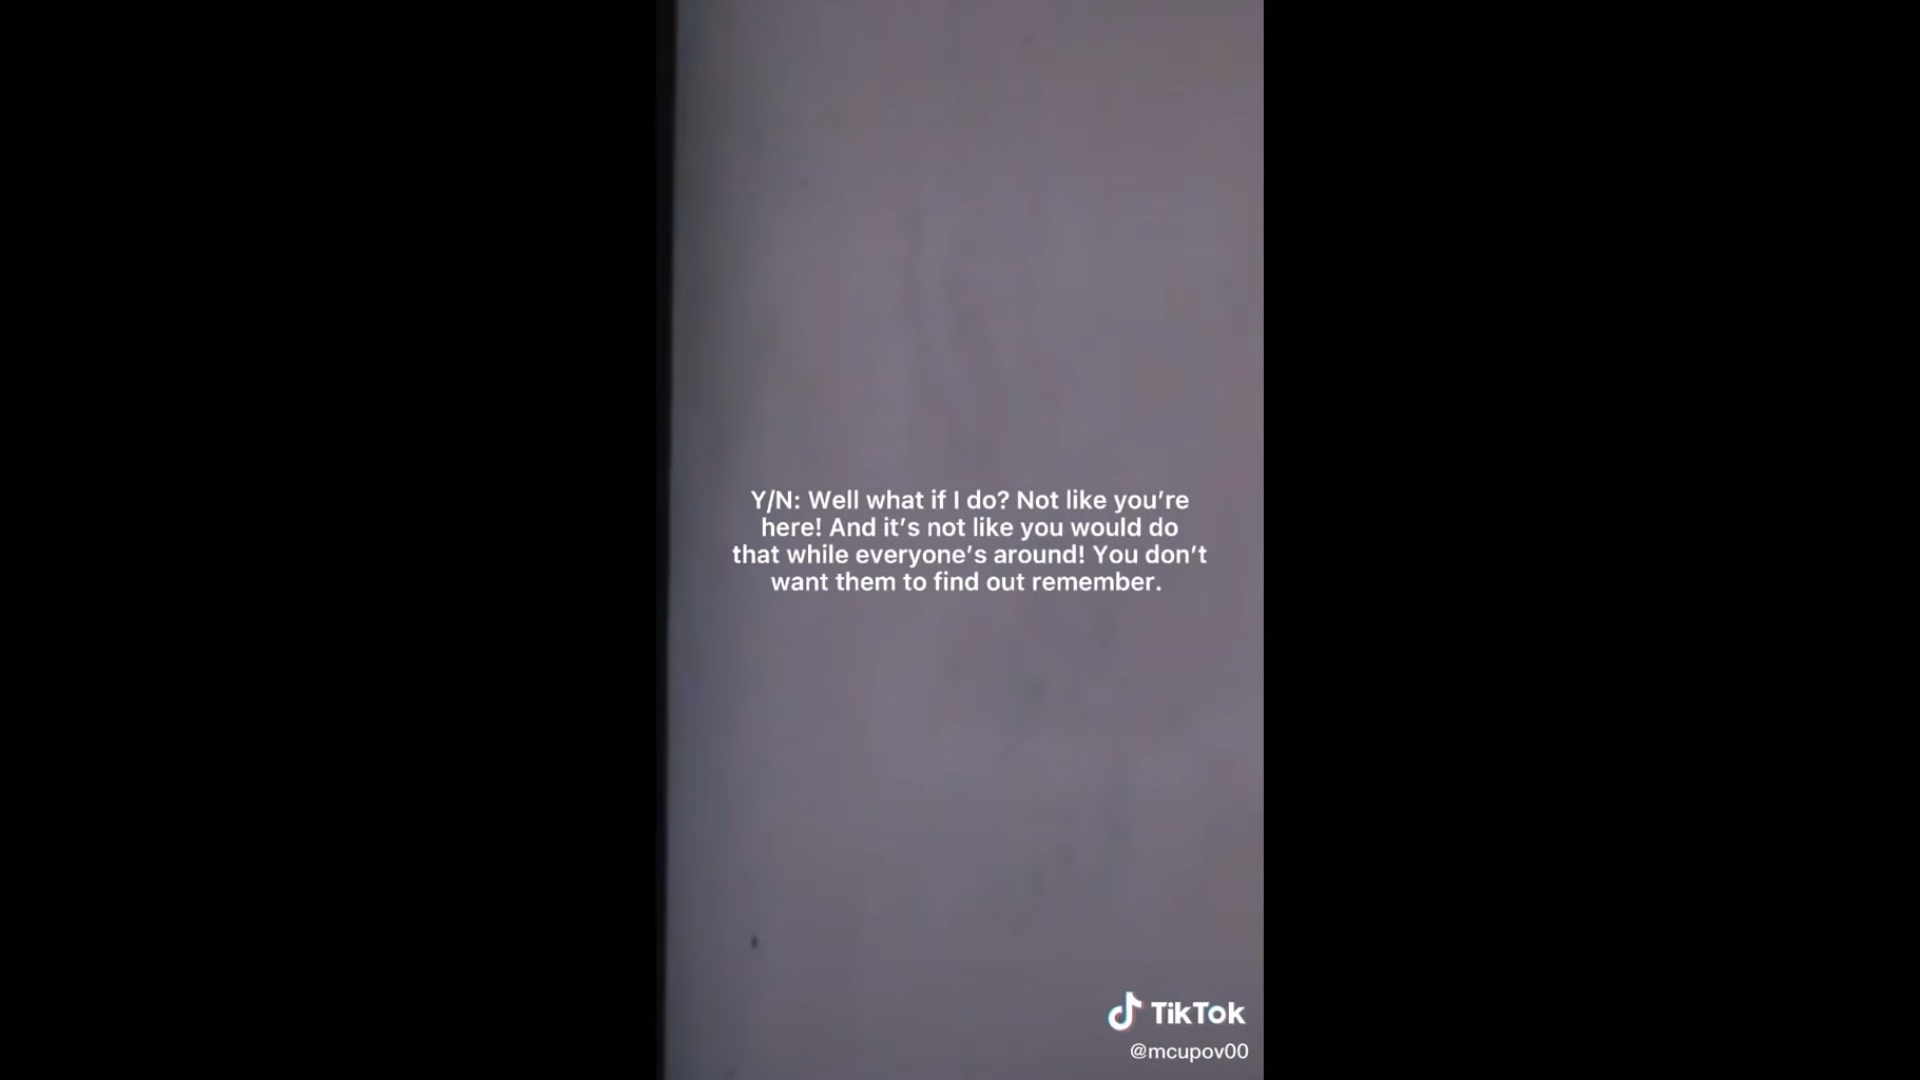 Y/N: Well what if I do? Not like you’re
here! And it’s not like you would do
that while everyone’s around! You don’t
want them to find out remember.
TikTok
@mcupov00